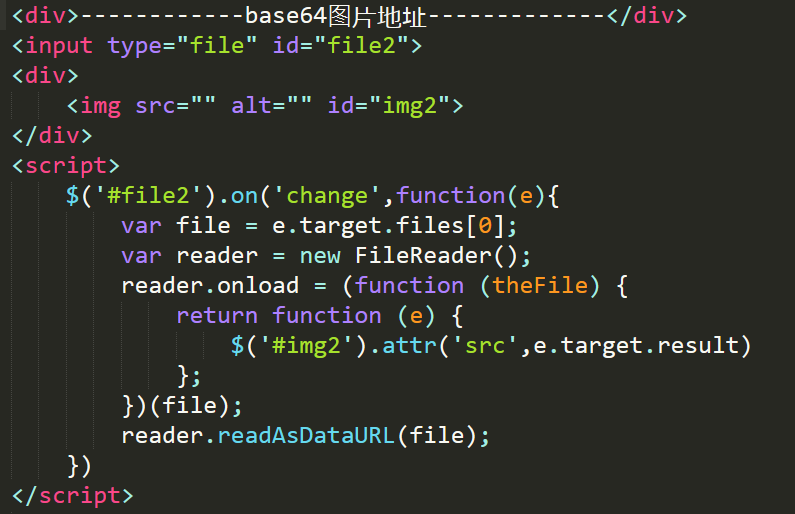 <div>------------base64图片地址-------------</div>
<input type="file" id="file2">
<div>
    <img src="" alt="" id="img2">
</div>
<script>
    $('#file2').on('change',function(e){
        var file = e.target.files[0];
        var reader = new FileReader();
        reader.onload = (function (theFile) {
            return function (e) {
                $('#img2').attr('src',e.target.result)
            };
        })(file);
        reader.readAsDataURL(file);
    })
</script>